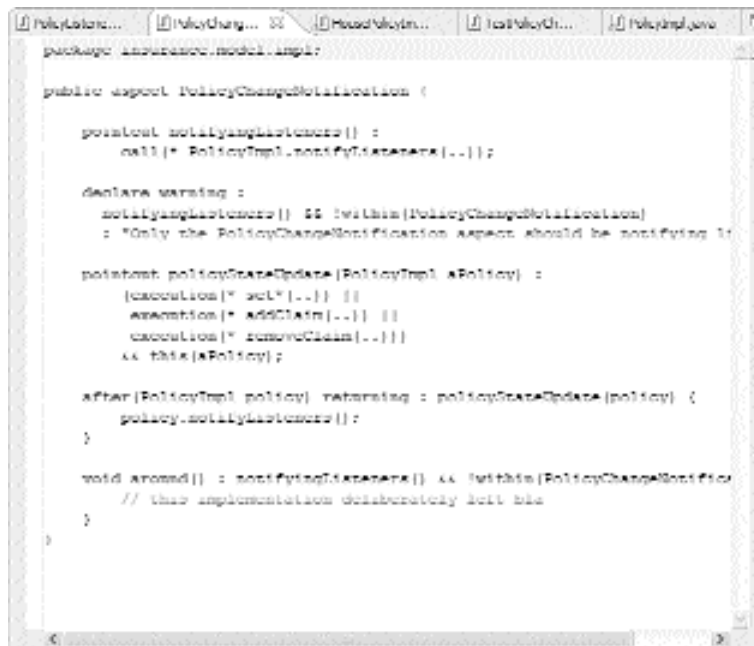 PolicyListene... PolicyChang... HousePolicyIm... TestPolicyCh... PolicyImpl.java
package insurance.model.impl;
public aspect PolicyChangeNotification {
pointcut notifyingListeners() :
call(* PolicyImpl.notifyListeners(..));
declare warning :
notifyingListeners() && !within(PolicyChangeNotification)
: "Only the PolicyChangeNotification aspect should be notifying li
pointcut policyStateUpdate(PolicyImpl aPolicy) :
(execution(* set*(..)) ||
execution(* addClaim(..)) ||
execution(* removeClaim(..)))
&& this(aPolicy);
after(PolicyImpl policy) returning : policyStateUpdate(policy) {
policy.notifyListeners();
}
void around() : notifyingListeners() && !within(PolicyChangeNotifica
// this implementation deliberately left bla
}
}